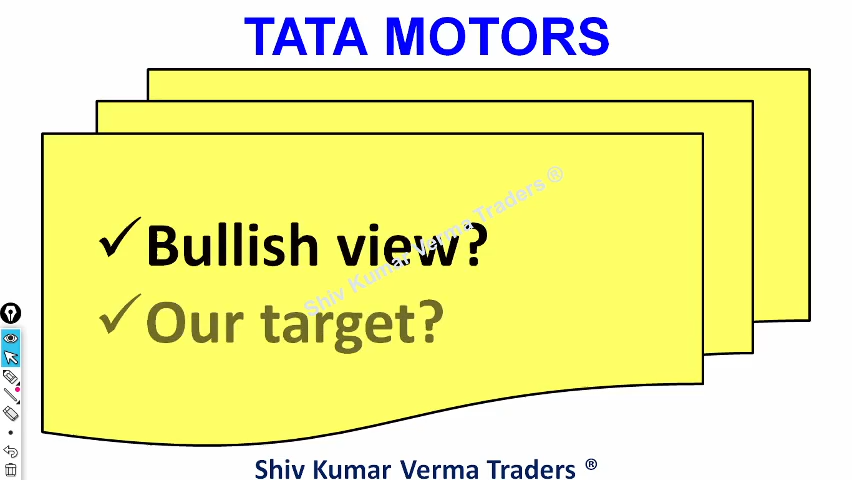 TATA MOTORS
✓Bullish view?
✓Our target?
Shiv Kumar Verma Traders ®
Shiv Kumar Verma Traders ®